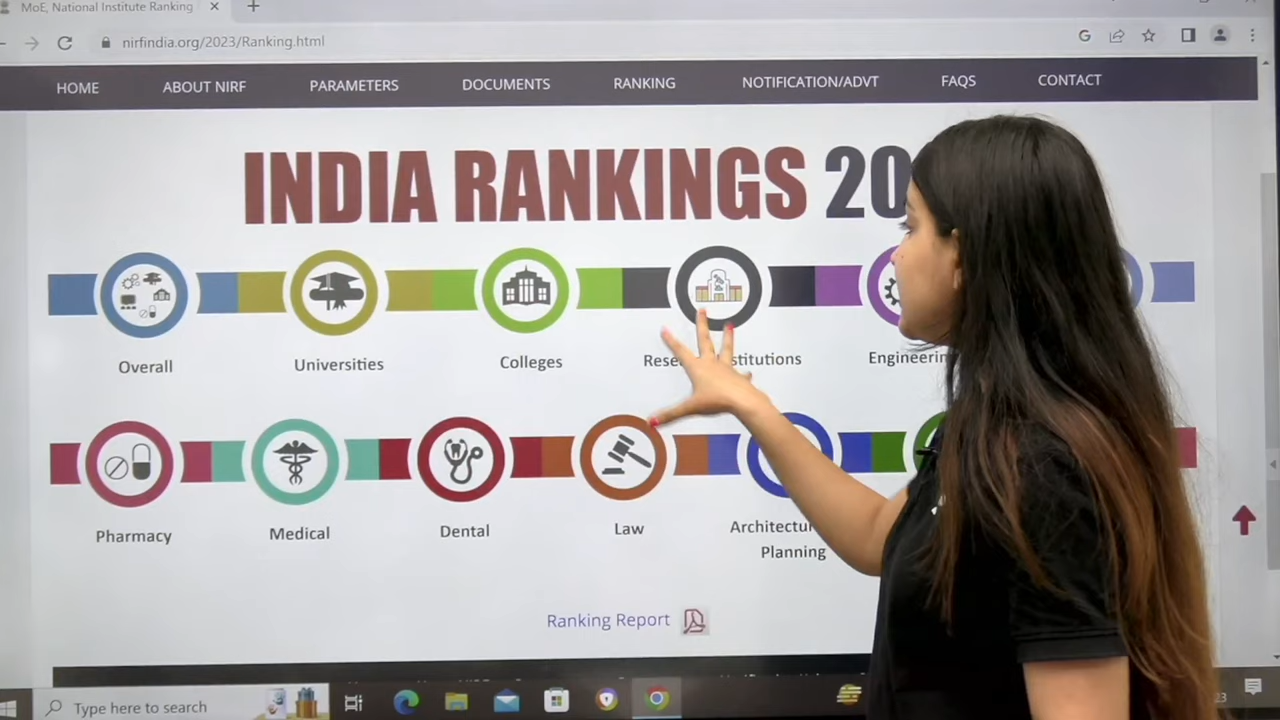 MoE, National Institute Ranking
nirfindia.org/2023/Ranking.html
HOME ABOUT NIRF PARAMETERS DOCUMENTS RANKING NOTIFICATION/ADVT FAQS CONTACT
INDIA RANKINGS 20
Overall Universities Colleges Rese stitutions Engineerin
Pharmacy Medical Dental Law Architectu
Planning
Ranking Report
Type here to search
23